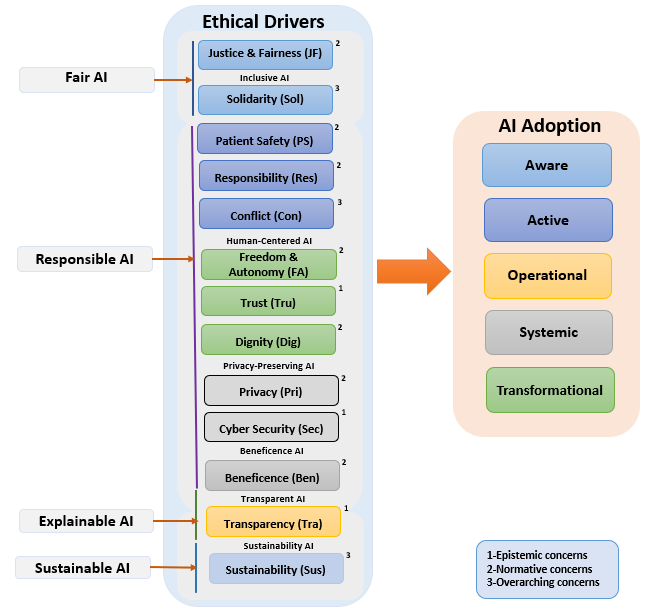 Ethical Drivers
Justice & Fairness (JF) 2
Inclusive AI
Solidarity (Sol) 3
Patient Safety (PS) 2
Responsibility (Res) 2
Conflict (Con) 3
Human-Centered AI
Freedom & 2
Autonomy (FA)
Trust (Tru) 1
Dignity (Dig) 2
Privacy-Preserving AI
Privacy (Pri) 2
Cyber Security (Sec) 1
Beneficence AI
Beneficence (Ben) 2
Transparent AI
Transparency (Tra) 1
Sustainability AI
Sustainability (Sus) 3
Fair AI
Responsible AI
Explainable AI
Sustainable AI
AI Adoption
Aware
Active
Operational
Systemic
Transformational
1-Epistemic concerns
2-Normative concerns
3-Overarching concerns